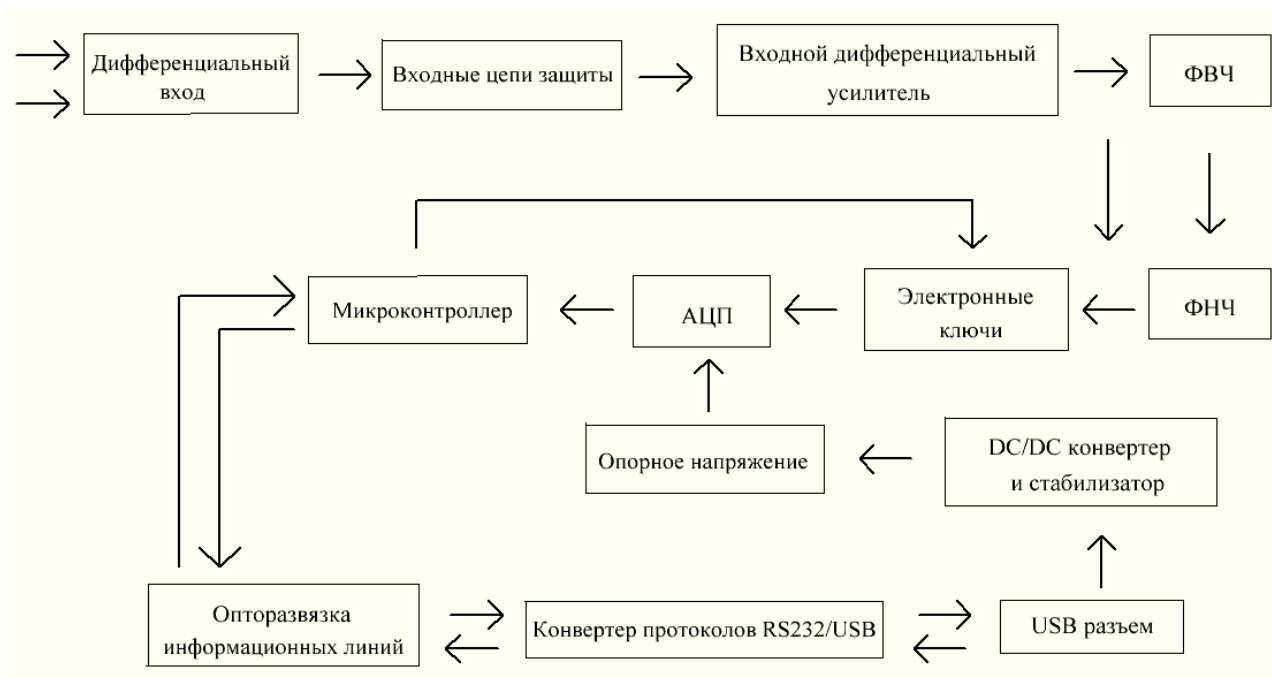 Дифференциальный
вход
Входные цепи защиты
Входной дифференциальный
усилитель
ФВЧ
Микроконтроллер
АЦП
Электронные
ключи
ФНЧ
Опорное напряжение
DC/DC конвертер
и стабилизатор
Опторазвязка
информационных линий
Конвертер протоколов RS232/USB
USB разъем